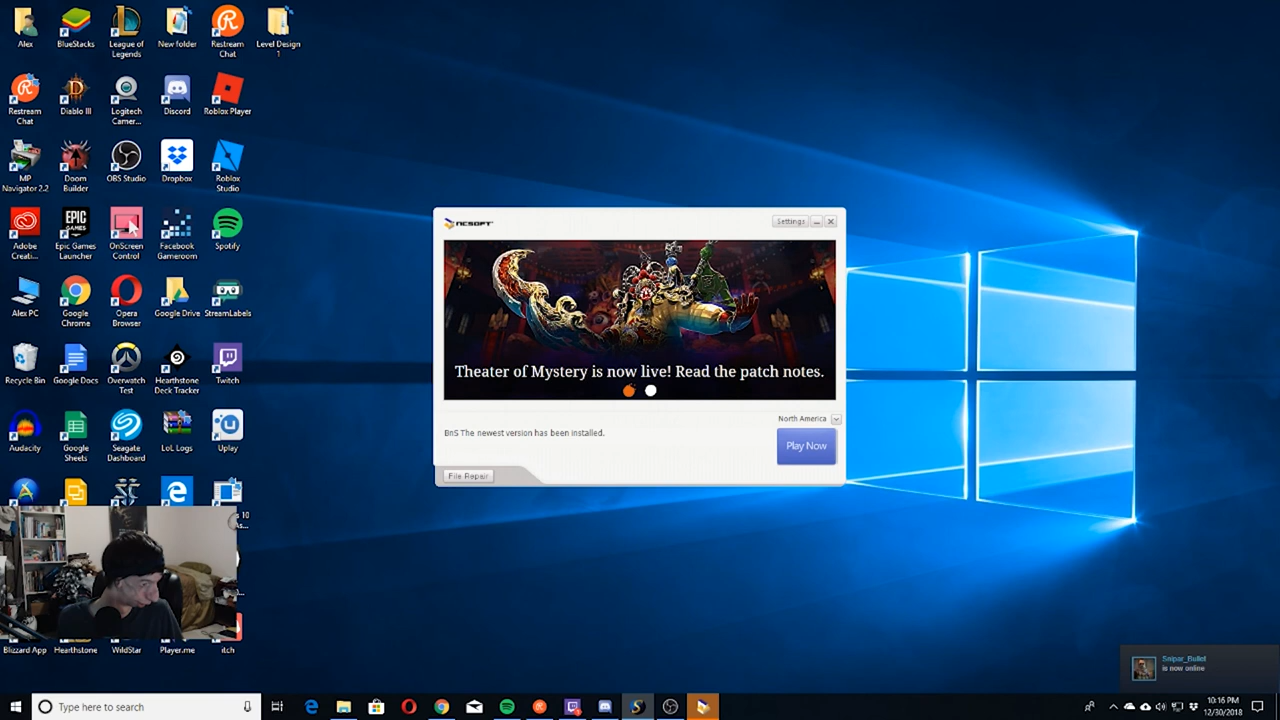 Alex
BlueStacks
League of
Legends
New folder
Restream
Chat
Level Design
1
Restream
Chat
Diablo III
Logitech
Camer...
Discord
Roblox Player
MP
Navigator 2.2
Doom
Builder
OBS Studio
Dropbox
Roblox
Studio
Adobe
Creati...
EPIC
GAMES
Epic Games
Launcher
OnScreen
Control
Facebook
Gameroom
Spotify
Alex PC
Google
Chrome
Opera
Browser
Google Drive
StreamLabels
Recycle Bin
Google Docs
Overwatch
Test
Hearthstone
Deck Tracker
Twitch
Audacity
Google
Sheets
Seagate
Dashboard
LoL Logs
Uplay
Blizzard App
Hearthstone
WildStar
Player.me
itch
NCSOFT
Settings
Theater of Mystery is now live! Read the patch notes.
North America
BnS The newest version has been installed.
Play Now
File Repair
Snipar_Bullet
is now online
Type here to search
10:16 PM
12/30/2018